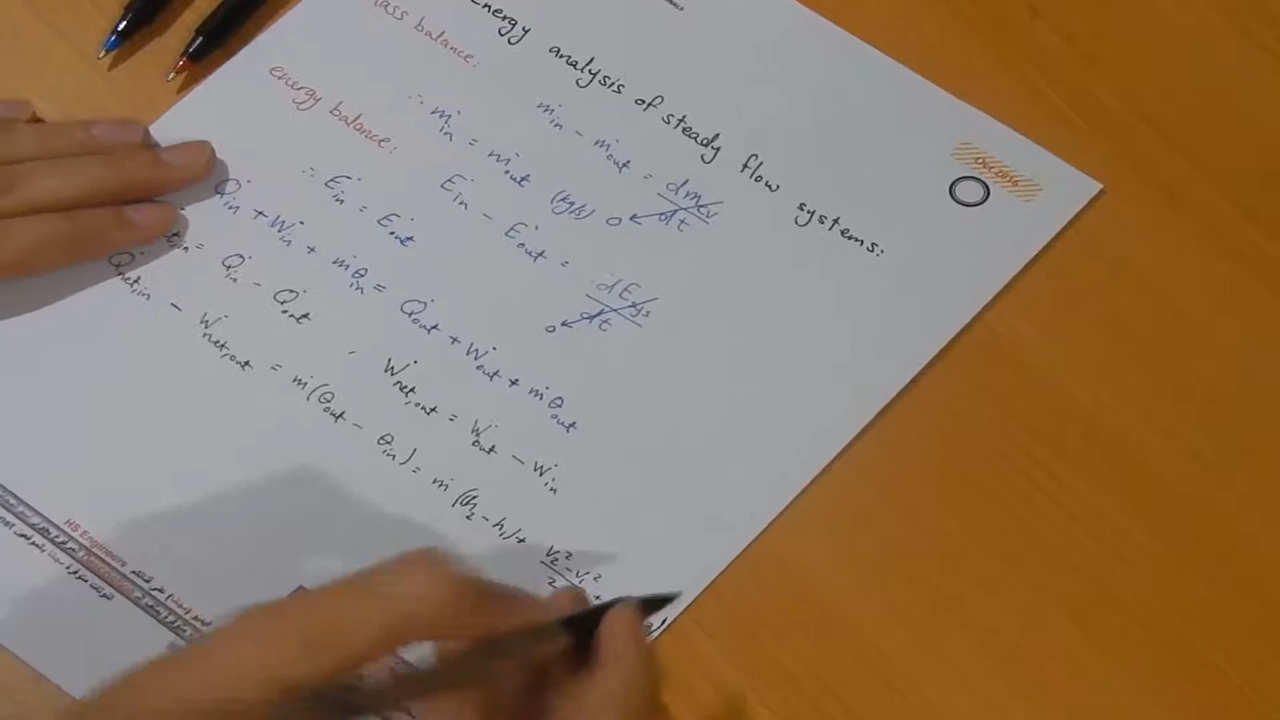 Energy analysis of steady flow systems:
mass balance:
ṁin - ṁout = dmcv/dt
0
∴ ṁin = ṁout (kg/s)
energy balance:
Ėin - Ėout = dEsys/dt
0
∴ Ėin = Ėout
Q̇in + Ẇin + ṁθin = Q̇out + Ẇout + ṁθout
t,in = Q̇in - Q̇out , Ẇnet,out = Ẇout - Ẇin
Q̇net,in - Ẇnet,out = ṁ(θout - θin) = ṁ((h2 - h1) + V2² - V1²/2 +
HS Engineers